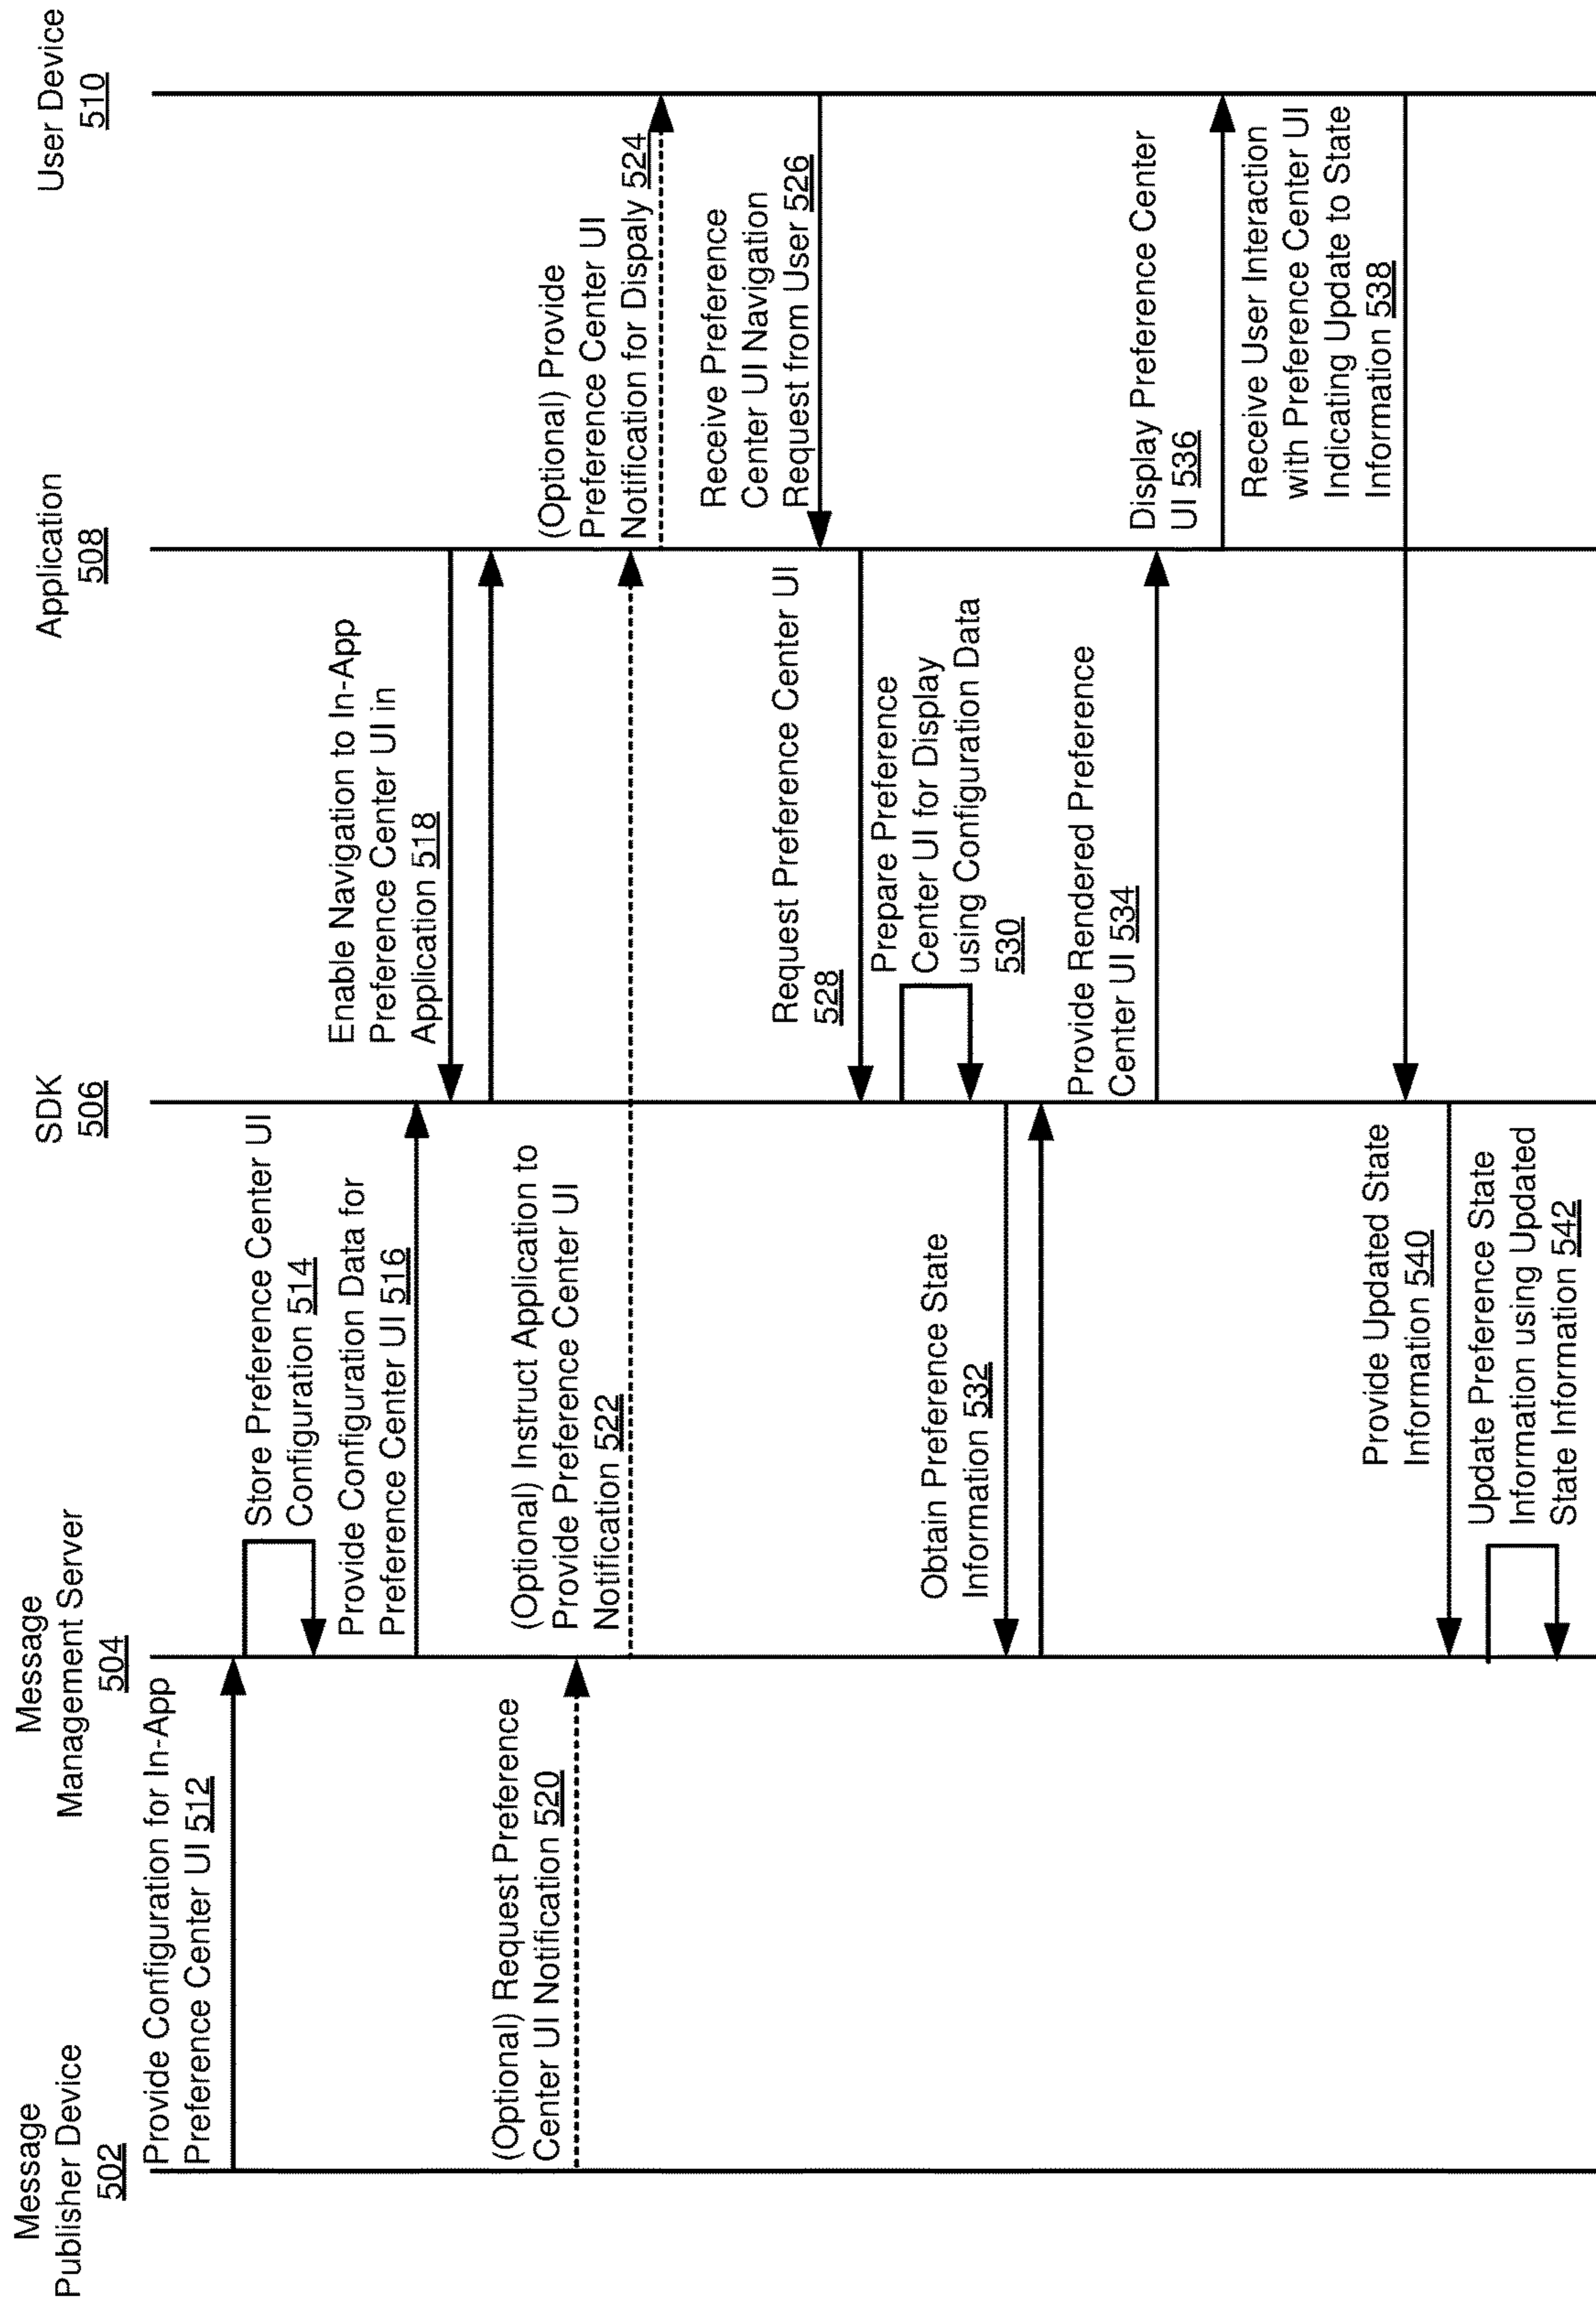 Message
Publisher Device
502
Message
Management Server
504
SDK
506
Application
508
User Device
510
Provide Configuration for In-App
Preference Center UI 512
Store Preference Center UI
Configuration 514
Provide Configuration Data for
Preference Center UI 516
Enable Navigation to In-App
Preference Center UI in
Application 518
(Optional) Request Preference
Center UI Notification 520
(Optional) Instruct Application to
Provide Preference Center UI
Notification 522
(Optional) Provide
Preference Center UI
Notification for Dispaly 524
Receive Preference
Center UI Navigation
Request from User 526
Request Preference Center UI
528
Prepare Preference
Center UI for Display
using Configuration Data
530
Obtain Preference State
Information 532
Provide Rendered Preference
Center UI 534
Display Preference Center
UI 536
Receive User Interaction
with Preference Center UI
Indicating Update to State
Information 538
Provide Updated State
Information 540
Update Preference State
Information using Updated
State Information 542